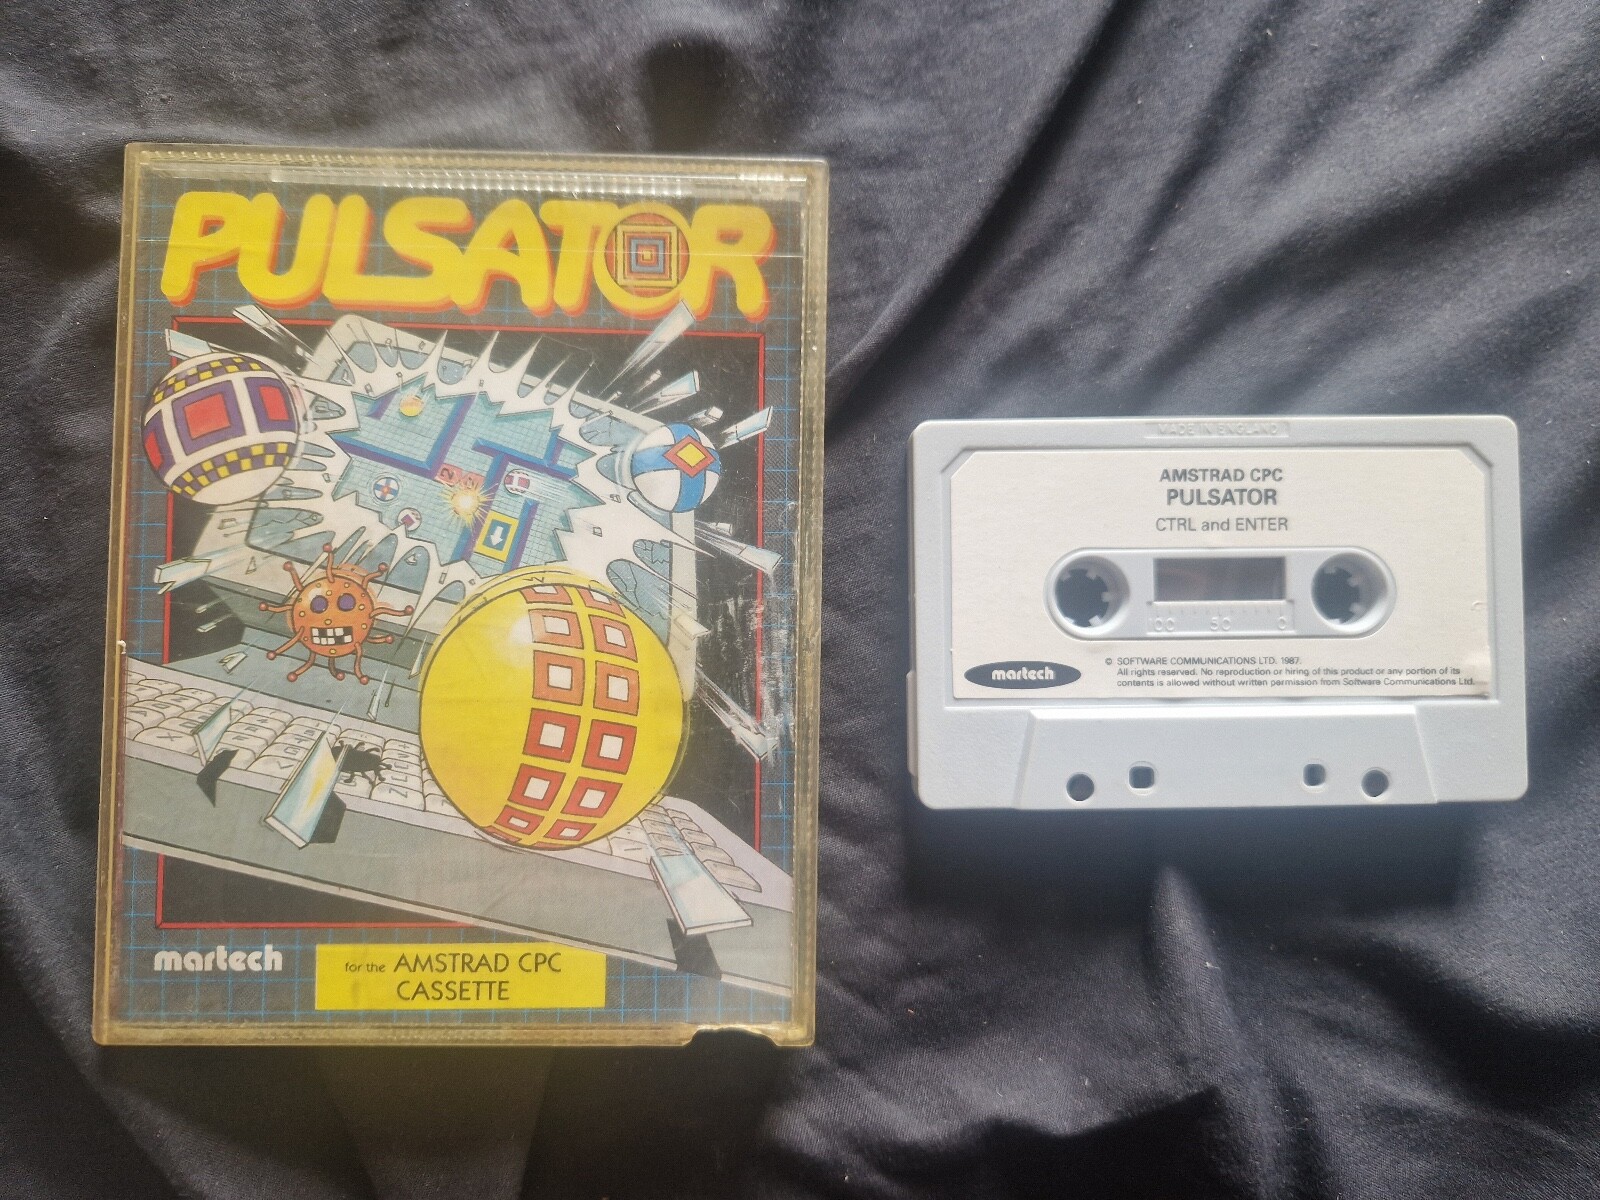 PULSATOR
martech
for the AMSTRAD CPC
CASSETTE
MADE IN ENGLAND
AMSTRAD CPC
PULSATOR
CTRL and ENTER
100 50 0
martech
© SOFTWARE COMMUNICATIONS LTD. 1987.
All rights reserved. No reproduction or hiring of this product or any portion of its
contents is allowed without written permission from Software Communications Ltd.